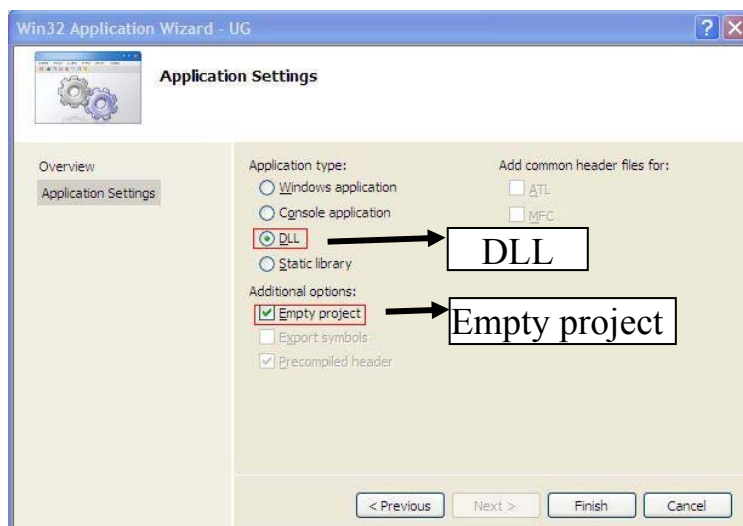 Win32 Application Wizard - UG
Application Settings
Overview
Application Settings
Application type:
Windows application
Console application
DLL
Static library
Additional options:
Empty project
Export symbols
Precompiled header
Add common header files for:
ATL
MFC
DLL
Empty project
< Previous
Next >
Finish
Cancel